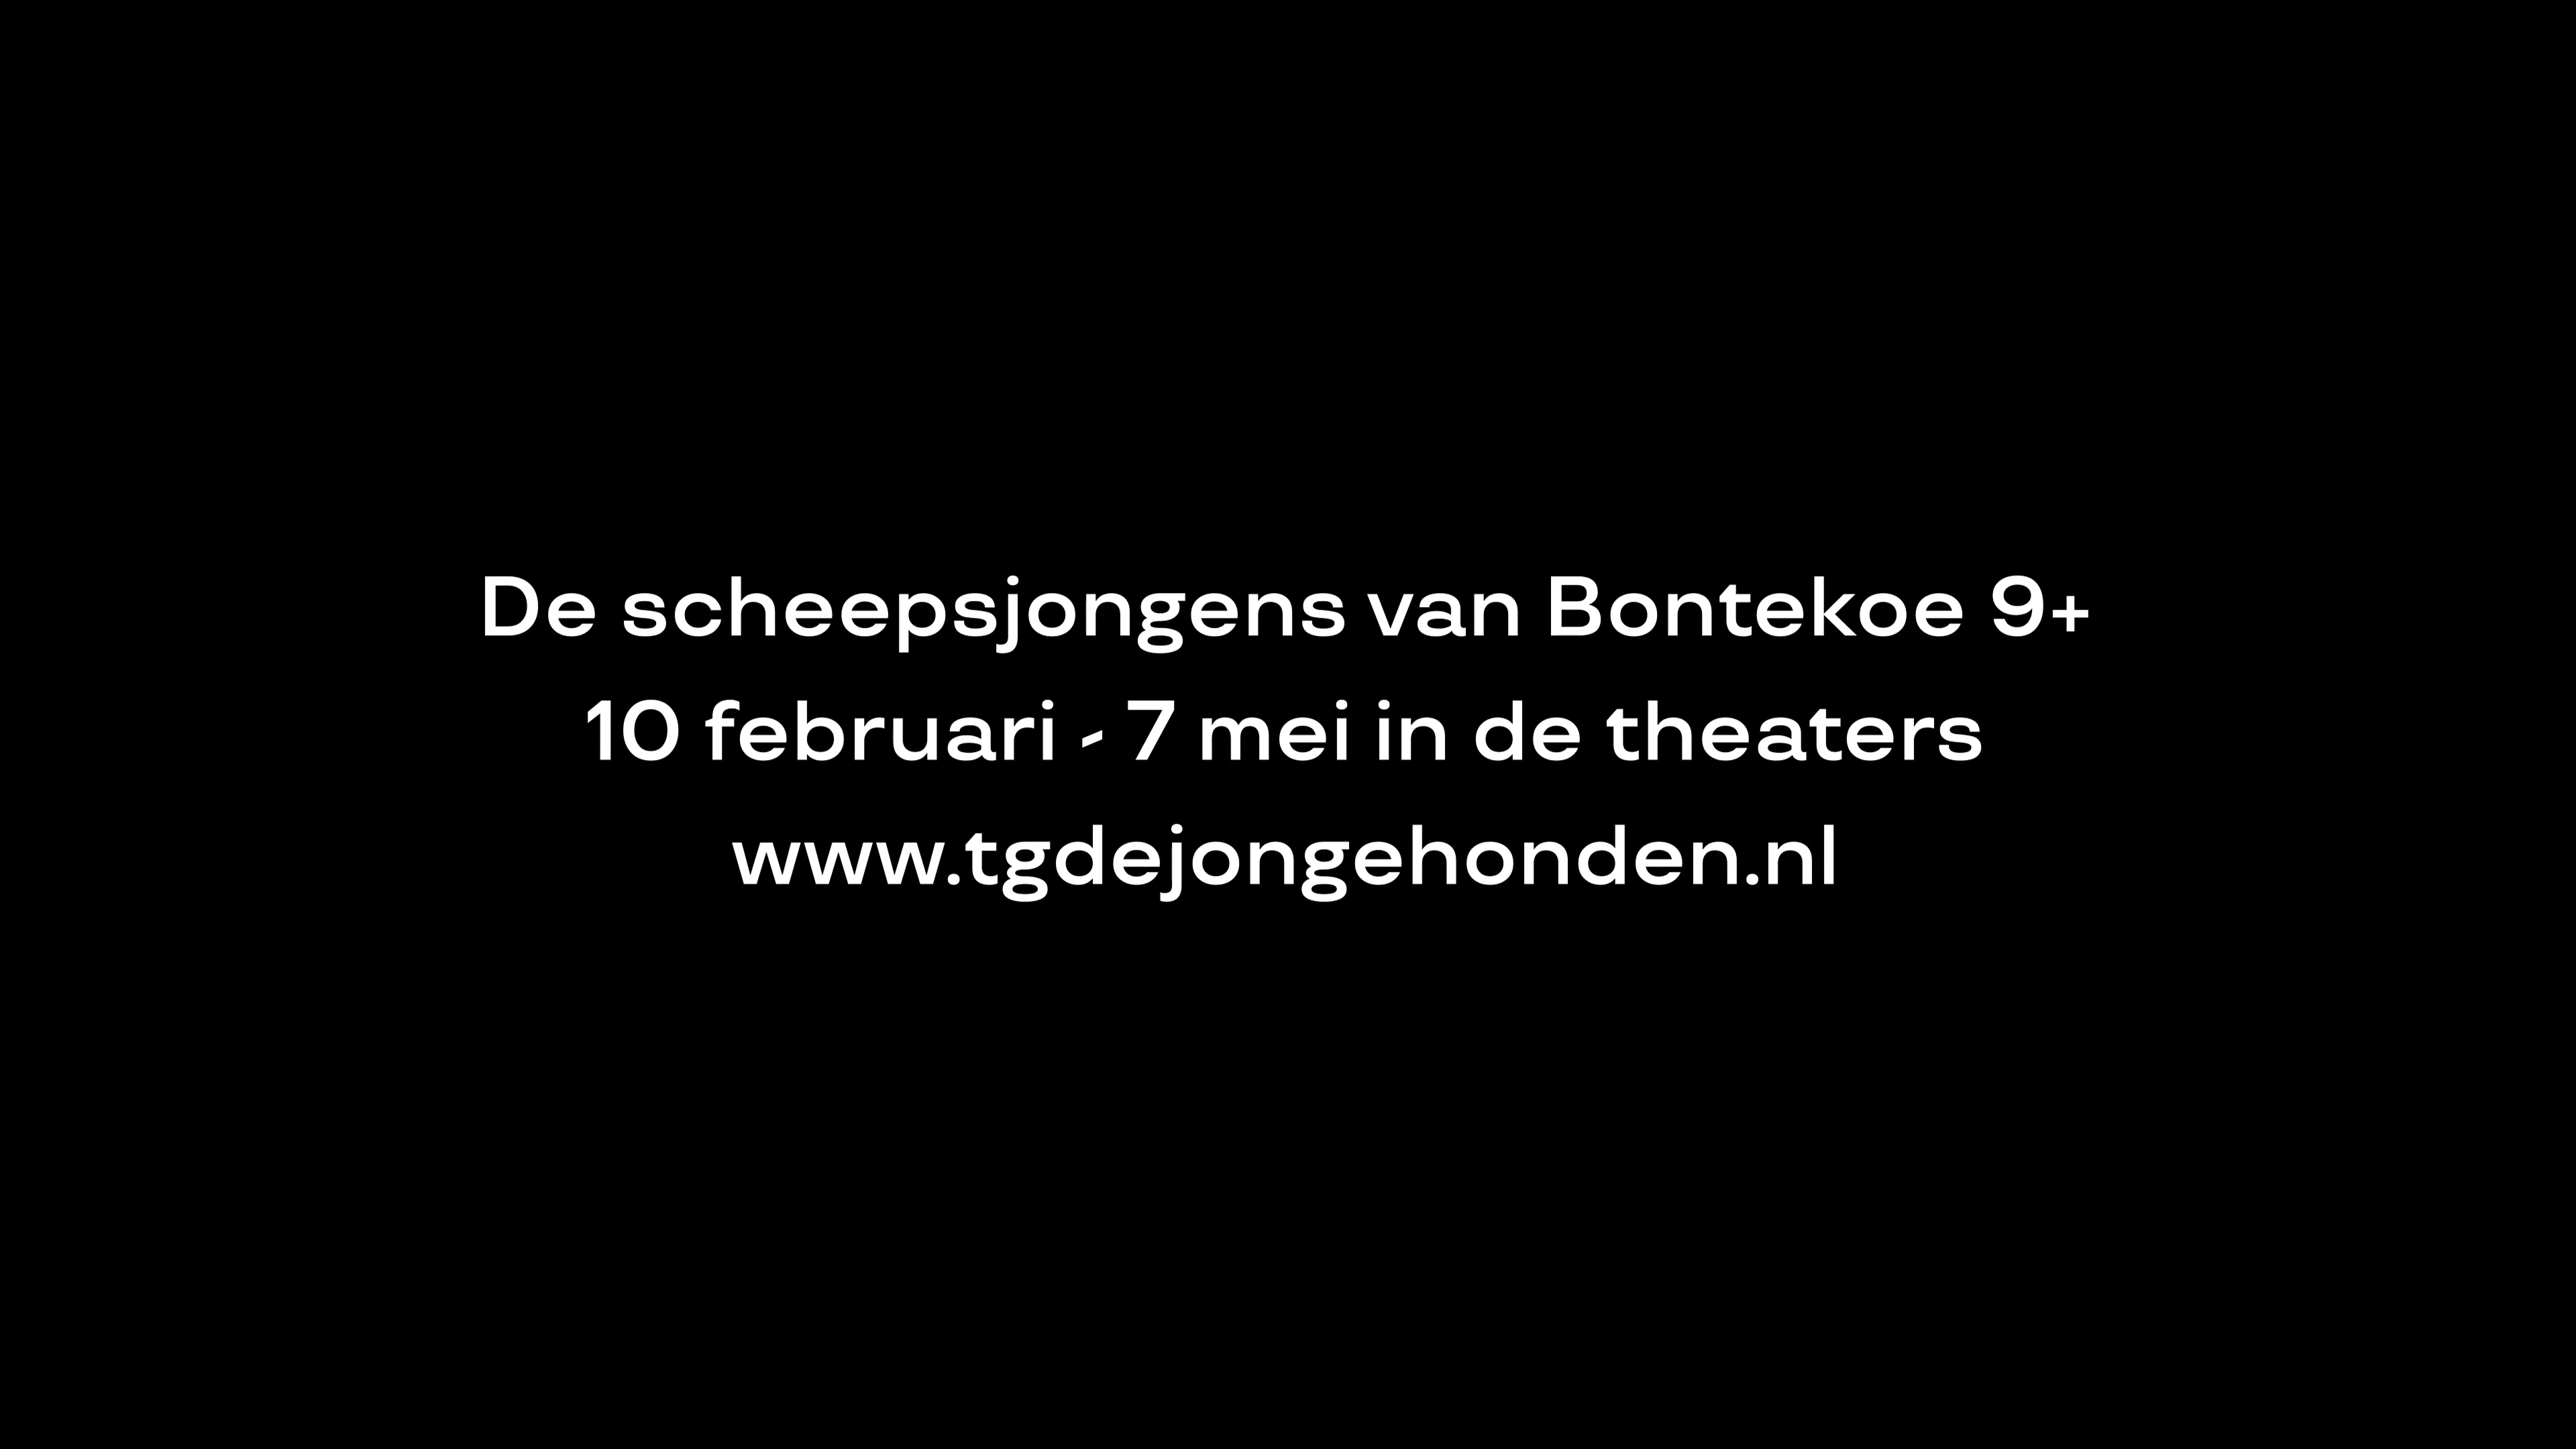 De scheepsjongens van Bontekoe 9+
10 februari - 7 mei in de theaters
www.tgdejongehonden.nl